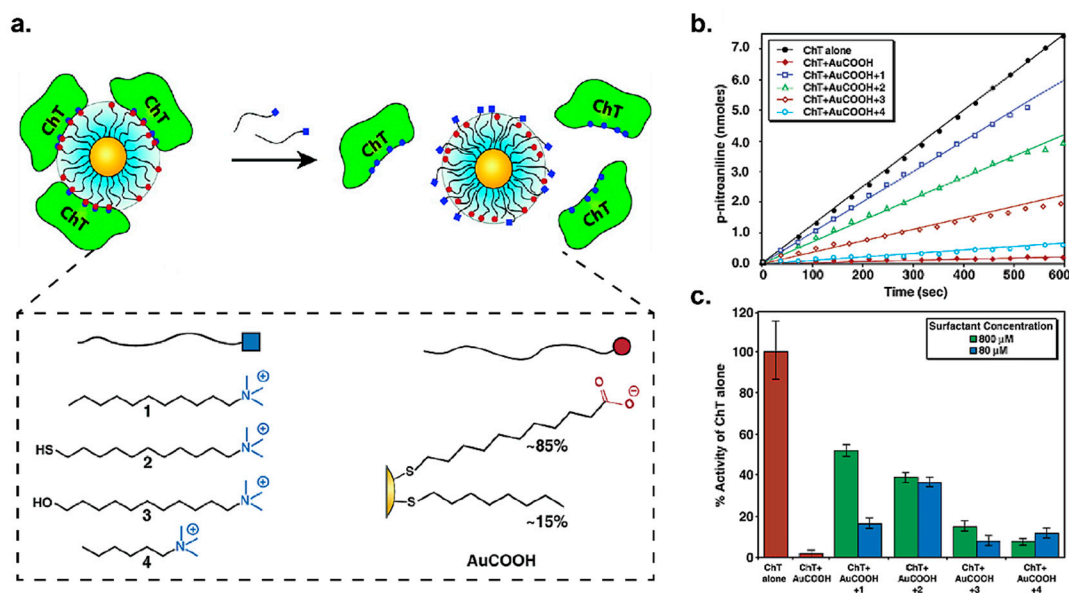 a.
ChT
ChT
ChT
ChT
ChT
ChT
N
⊕
1
HS
N
⊕
2
HO
N
⊕
3
N
⊕
4
O
O
⊖
~85%
S
S
~15%
AuCOOH
b.
p-nitroaniline (nmoles)
7.0
6.0
5.0
4.0
3.0
2.0
1.0
0.0
ChT alone
ChT+AuCOOH
ChT+AuCOOH+1
ChT+AuCOOH+2
ChT+AuCOOH+3
ChT+AuCOOH+4
0 100 200 300 400 500 600
Time (sec)
c.
% Activity of ChT alone
120
100
80
60
40
20
0
Surfactant Concentration
800 µM
80 µM
ChT alone
ChT+ AuCOOH
ChT+ AuCOOH +1
ChT+ AuCOOH +2
ChT+ AuCOOH +3
ChT+ AuCOOH +4